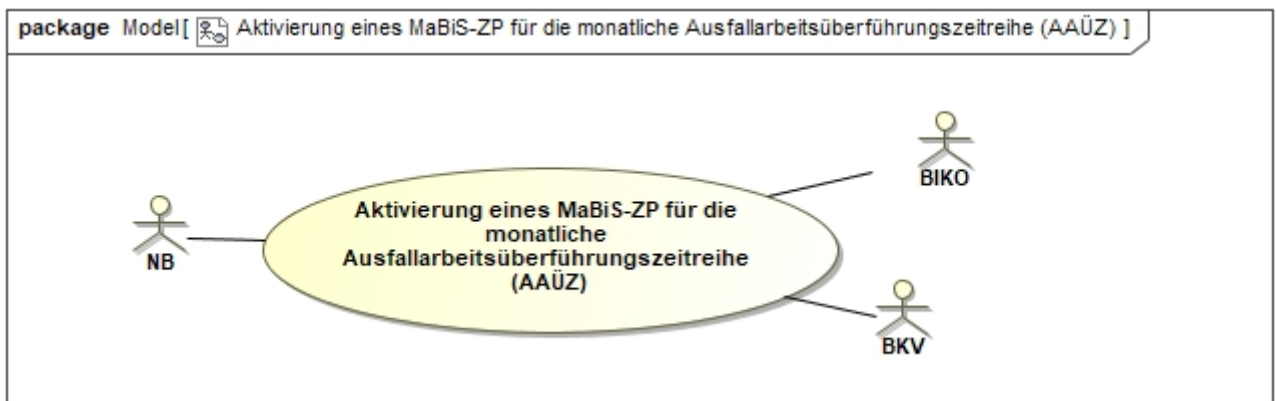 package Model[ Aktivierung eines MaBiS-ZP für die monatliche Ausfallarbeitsüberführungszeitreihe (AAÜZ) ]
BIKO
NB
Aktivierung eines MaBiS-ZP für die
monatliche
Ausfallarbeitsüberführungszeitreihe
(AAÜZ)
BKV